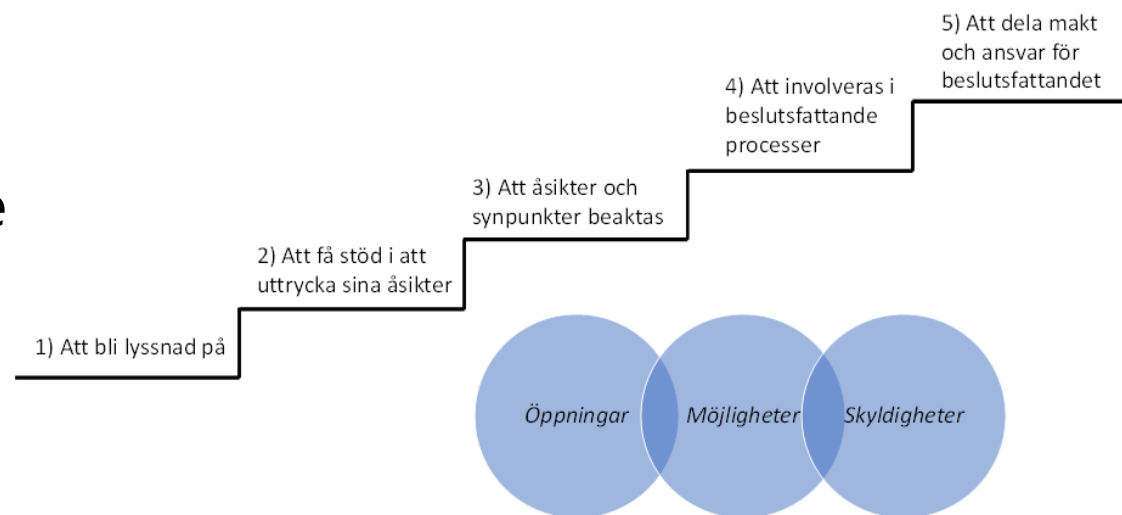 5) Att dela makt
och ansvar för
beslutsfattandet
4) Att involveras i
beslutsfattande
processer
3) Att åsikter och
synpunkter beaktas
2) Att få stöd i att
uttrycka sina åsikter
1) Att bli lyssnad på
e
Öppningar
Möjligheter
Skyldigheter